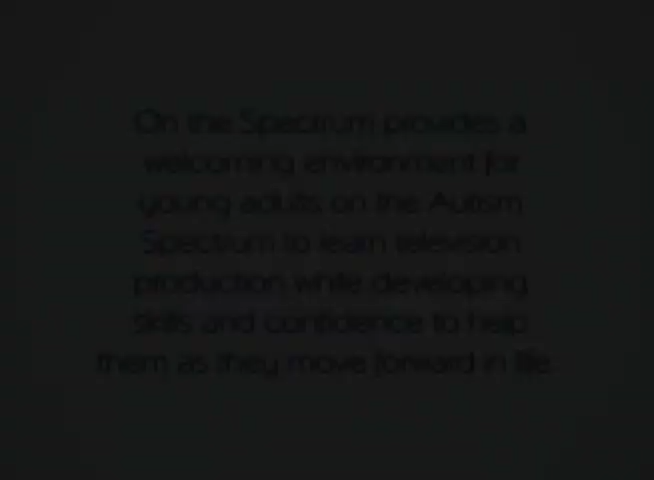 On the Spectrum provides a
welcoming environment for
young adults on the Autism
Spectrum to learn television
production while developing
skills and confidence to help
them as they move forward in life.